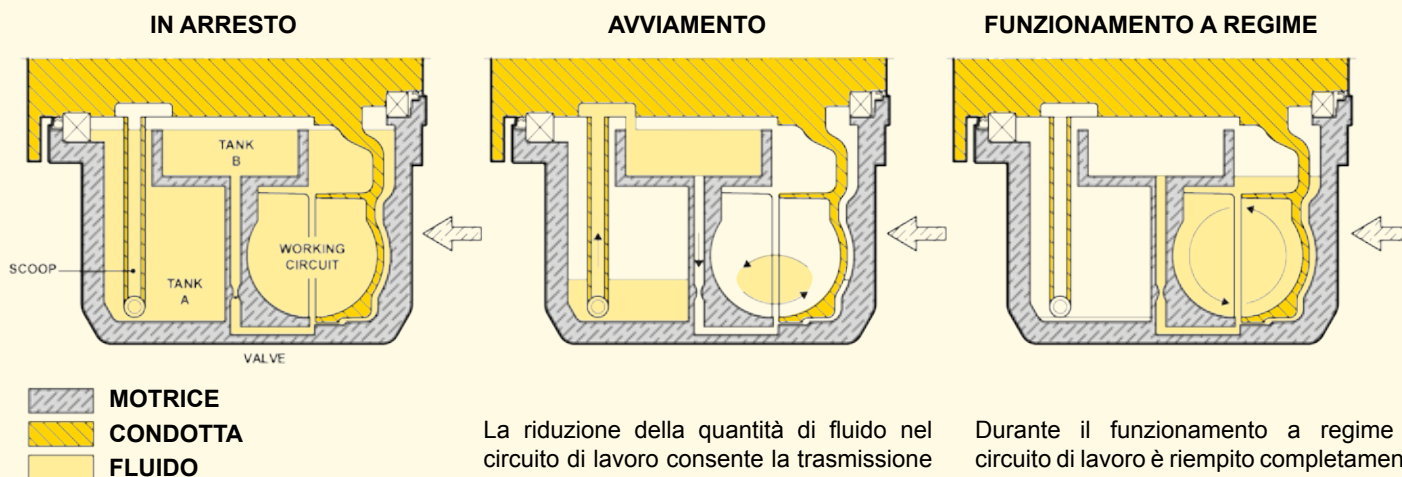 IN ARRESTO
AVVIAMENTO
FUNZIONAMENTO A REGIME
TANK
B
WORKING
CIRCUIT
SCOOP
TANK
A
VALVE
MOTRICE
CONDOTTA
FLUIDO
La riduzione della quantità di fluido nel
circuito di lavoro consente la trasmissione
Durante il funzionamento a regime
circuito di lavoro è riempito